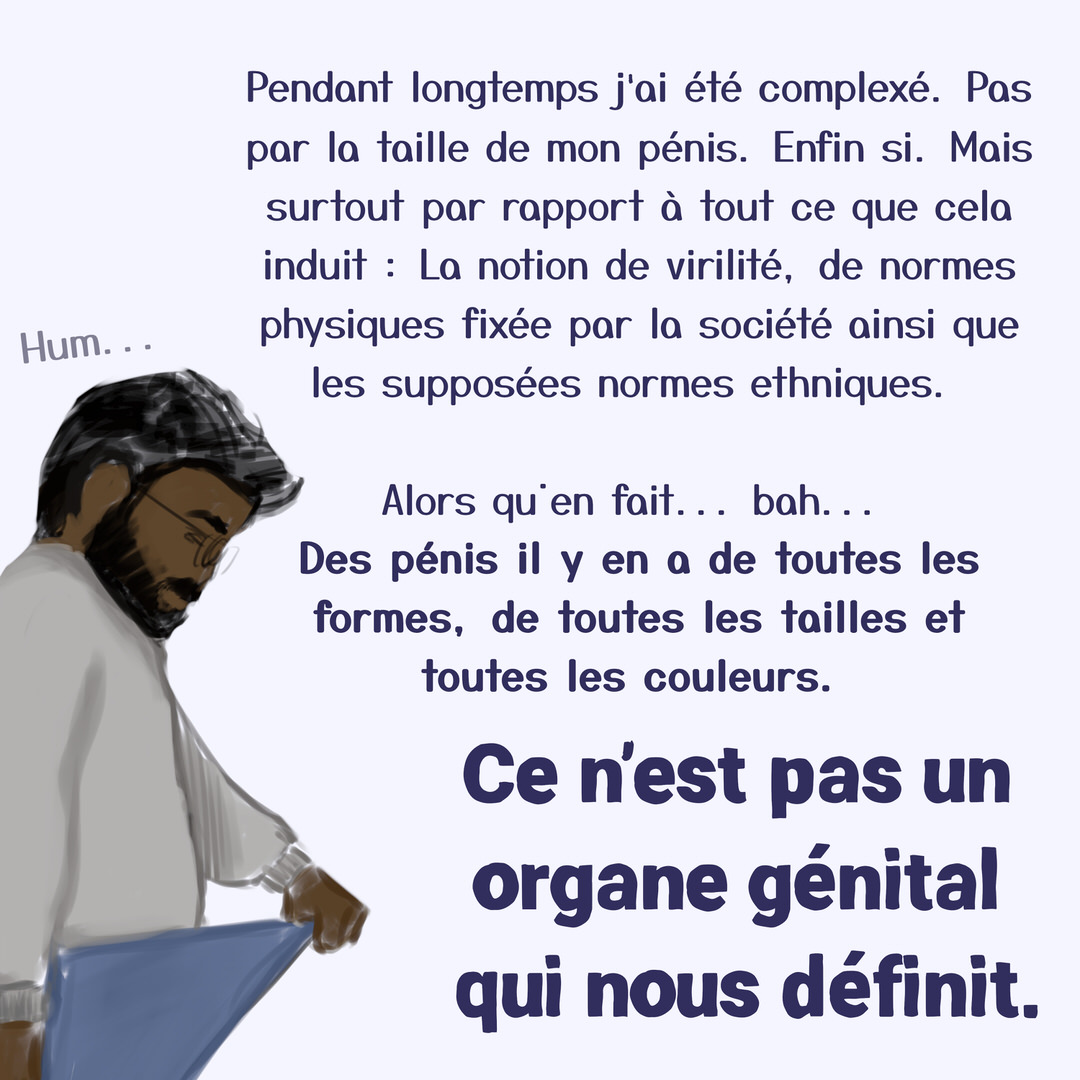 Pendant longtemps j'ai été complexé. Pas
par la taille de mon pénis. Enfin si. Mais
surtout par rapport à tout ce que cela
induit : La notion de virilité, de normes
physiques fixée par la société ainsi que
les supposées normes ethniques.
Hum...
Alors qu'en fait... bah...
Des pénis il y en a de toutes les
formes, de toutes les tailles et
toutes les couleurs.
Ce n'est pas un
organe génital
qui nous définit.